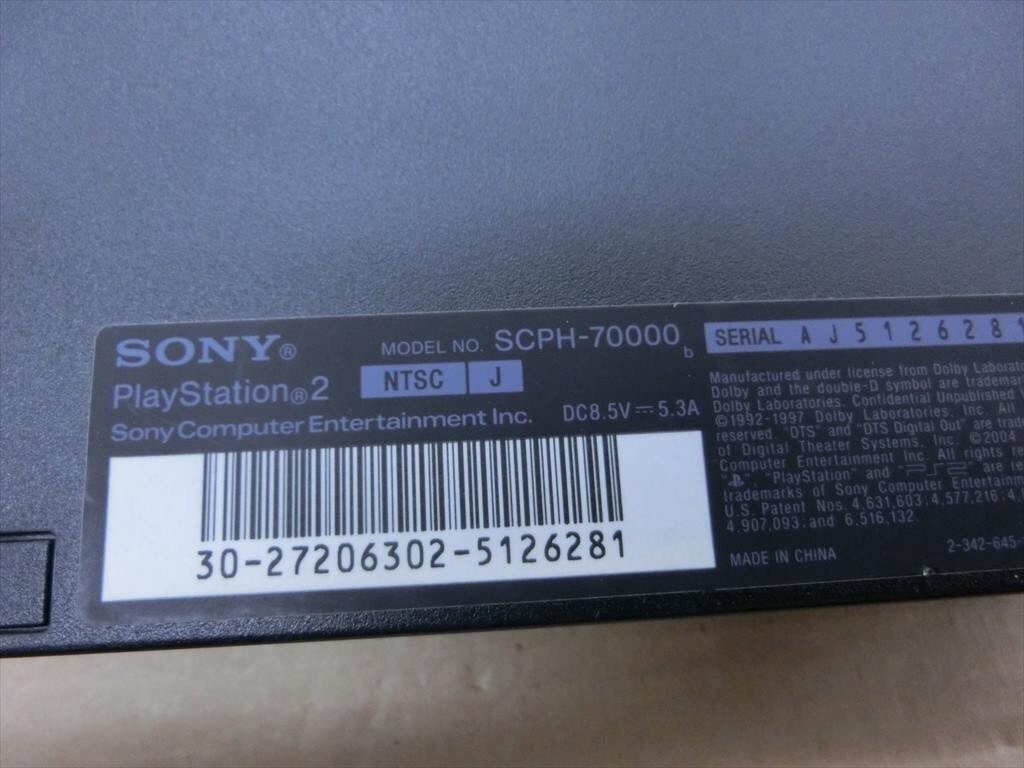 SONY®
PlayStation®2
MODEL NO. SCPH-70000 b
NTSC J
Sony Computer Entertainment Inc.
DC8.5V ⎓ 5.3A
30-27206302-5126281
SERIAL A J 5 1 2 6 2 8 1
Manufactured under license from Dolby
Dolby and the double-D symbol are
Dolby Laboratories. Confidential Unpublished
©1992-1997 Dolby Laboratories, Inc. All
reserved. "DTS" and "DTS Digital Out" are
of Digital Theater Systems, Inc. ©2004
Computer Entertainment Inc. All rights
"PlayStation" and "PS2" are
trademarks of Sony Computer
U.S. Patent Nos. 4,631,603; 4,577,216;
4,907,093; and 6,516,132.
MADE IN CHINA
2-342-645-